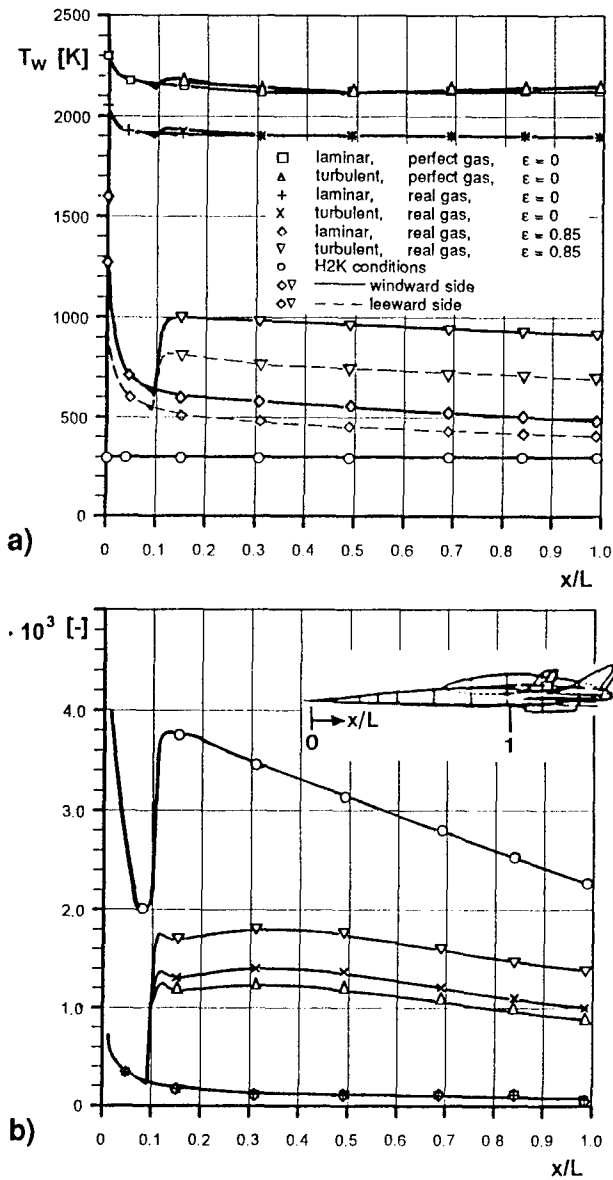 a)
T_W [K]
2500
2000
1500
1000
500
0
□ laminar, perfect gas, ε = 0
△ turbulent, perfect gas, ε = 0
+ laminar, real gas, ε = 0
× turbulent, real gas, ε = 0
◇ laminar, real gas, ε = 0.85
▽ turbulent, real gas, ε = 0.85
○ H2K conditions
◇▽ windward side
◇▽ leeward side
0 0.1 0.2 0.3 0.4 0.5 0.6 0.7 0.8 0.9 1.0
x/L
b)
· 10³ [-]
4.0
3.0
2.0
1.0
0
x/L
0 1
0 0.1 0.2 0.3 0.4 0.5 0.6 0.7 0.8 0.9 1.0
x/L